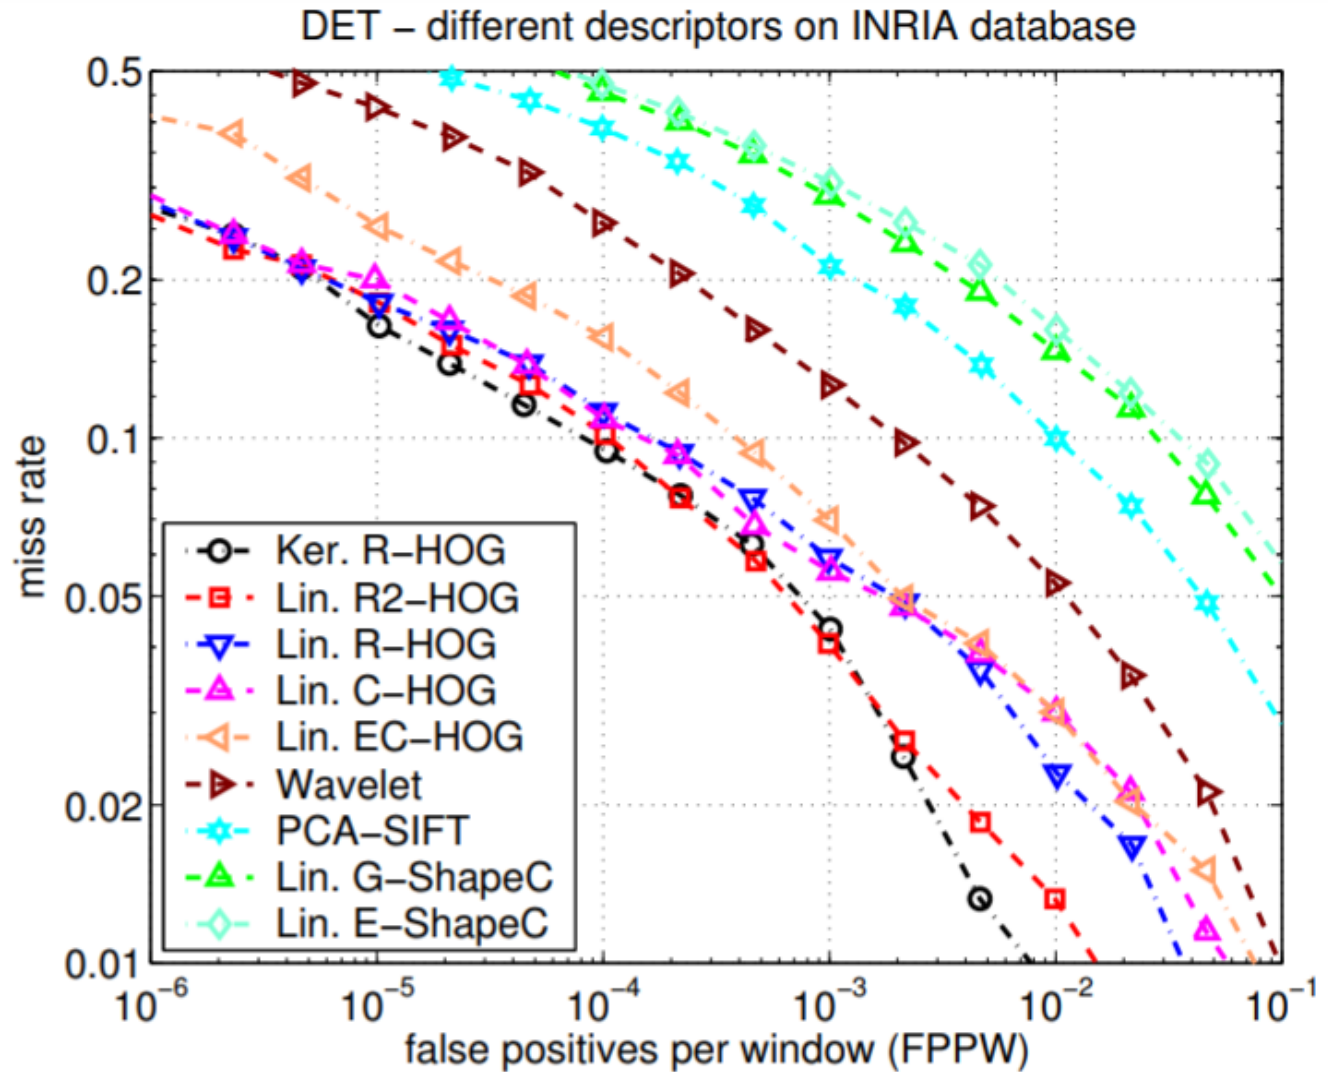 DET − different descriptors on INRIA database
0.5
0.2
0.1
0.05
0.02
0.01
miss rate
Ker. R−HOG
Lin. R2−HOG
Lin. R−HOG
Lin. C−HOG
Lin. EC−HOG
Wavelet
PCA−SIFT
Lin. G−ShapeC
Lin. E−ShapeC
10⁻⁶ 10⁻⁵ 10⁻⁴ 10⁻³ 10⁻² 10⁻¹
false positives per window (FPPW)